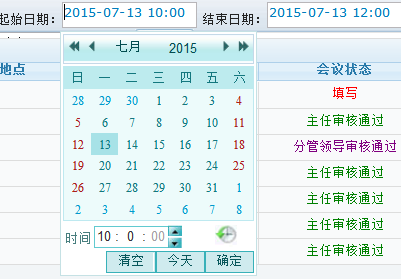 起始日期： 2015-07-13 10:00 结束日期： 2015-07-13 12:00
七月 2015
地点 会议状态
日 一 二 三 四 五 六
28 29 30 1 2 3 4
填写
5 6 7 8 9 10 11
主任审核通过
12 13 14 15 16 17 18
分管领导审核通过
19 20 21 22 23 24 25
主任审核通过
26 27 28 29 30 31 1
主任审核通过
2 3 4 5 6 7 8
主任审核通过
时间 10 : 0 : 00
主任审核通过
清空 今天 确定